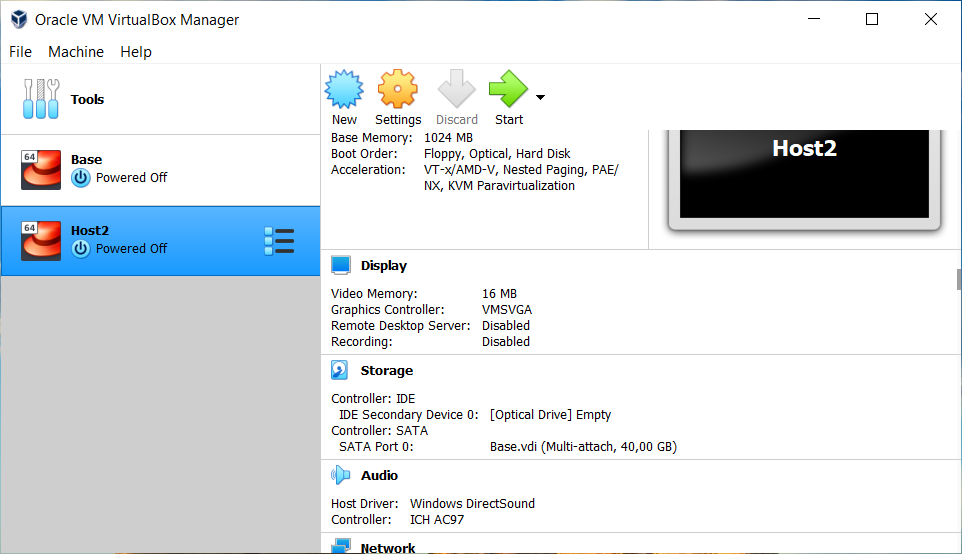 Oracle VM VirtualBox Manager
File Machine Help
Tools
64
Base
Powered Off
64
Host2
Powered Off
New Settings Discard Start
Base Memory: 1024 MB
Boot Order: Floppy, Optical, Hard Disk
Acceleration: VT-x/AMD-V, Nested Paging, PAE/
NX, KVM Paravirtualization
Host2
Display
Video Memory: 16 MB
Graphics Controller: VMSVGA
Remote Desktop Server: Disabled
Recording: Disabled
Storage
Controller: IDE
IDE Secondary Device 0: [Optical Drive] Empty
Controller: SATA
SATA Port 0: Base.vdi (Multi-attach, 40,00 GB)
Audio
Host Driver: Windows DirectSound
Controller: ICH AC97
Network